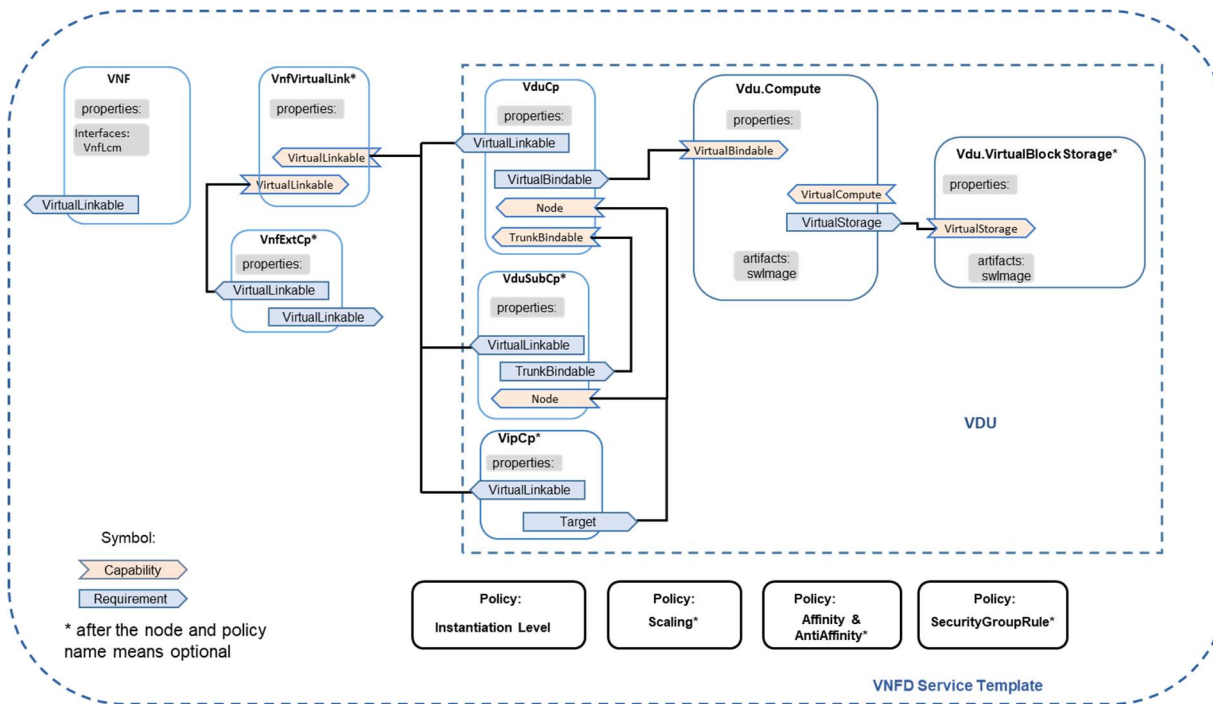 VNF
properties:
Interfaces:
VnfLcm
VirtualLinkable
VnfVirtualLink*
properties:
VirtualLinkable
VirtualLinkable
VnfExtCp*
properties:
VirtualLinkable
VirtualLinkable
VduCp
properties:
VirtualLinkable
VirtualBindable
Node
TrunkBindable
VduSubCp*
properties:
VirtualLinkable
TrunkBindable
Node
VipCp*
properties:
VirtualLinkable
Target
Vdu.Compute
properties:
VirtualBindable
VirtualCompute
VirtualStorage
artifacts:
swImage
Vdu.VirtualBlockStorage*
properties:
VirtualStorage
artifacts:
swImage
VDU
Symbol:
Capability
Requirement
* after the node and policy
name means optional
Policy:
Instantiation Level
Policy:
Scaling*
Policy:
Affinity &
AntiAffinity*
Policy:
SecurityGroupRule*
VNFD Service Template